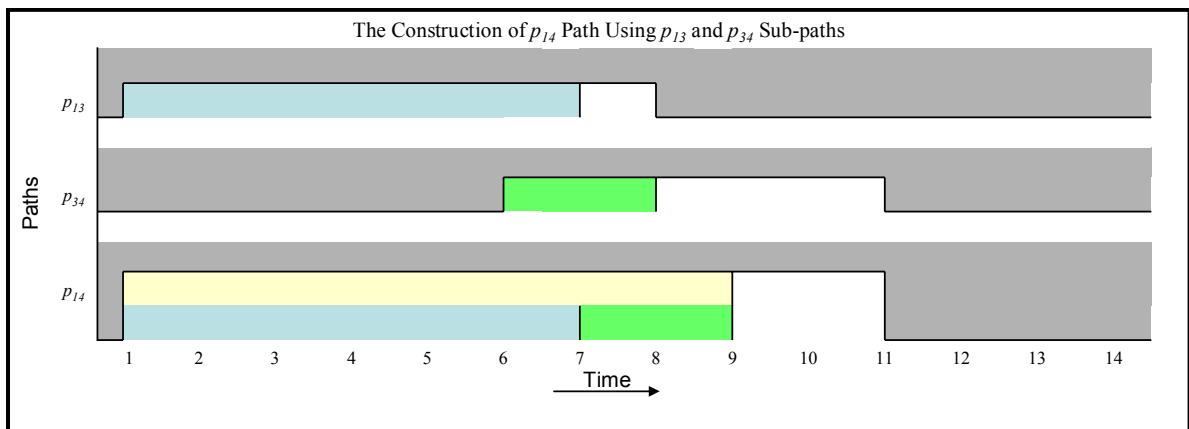 The Construction of p14 Path Using p13 and p34 Sub-paths
p13
p34
p14
Paths
1 2 3 4 5 6 7 8 9 10 11 12 13 14
Time